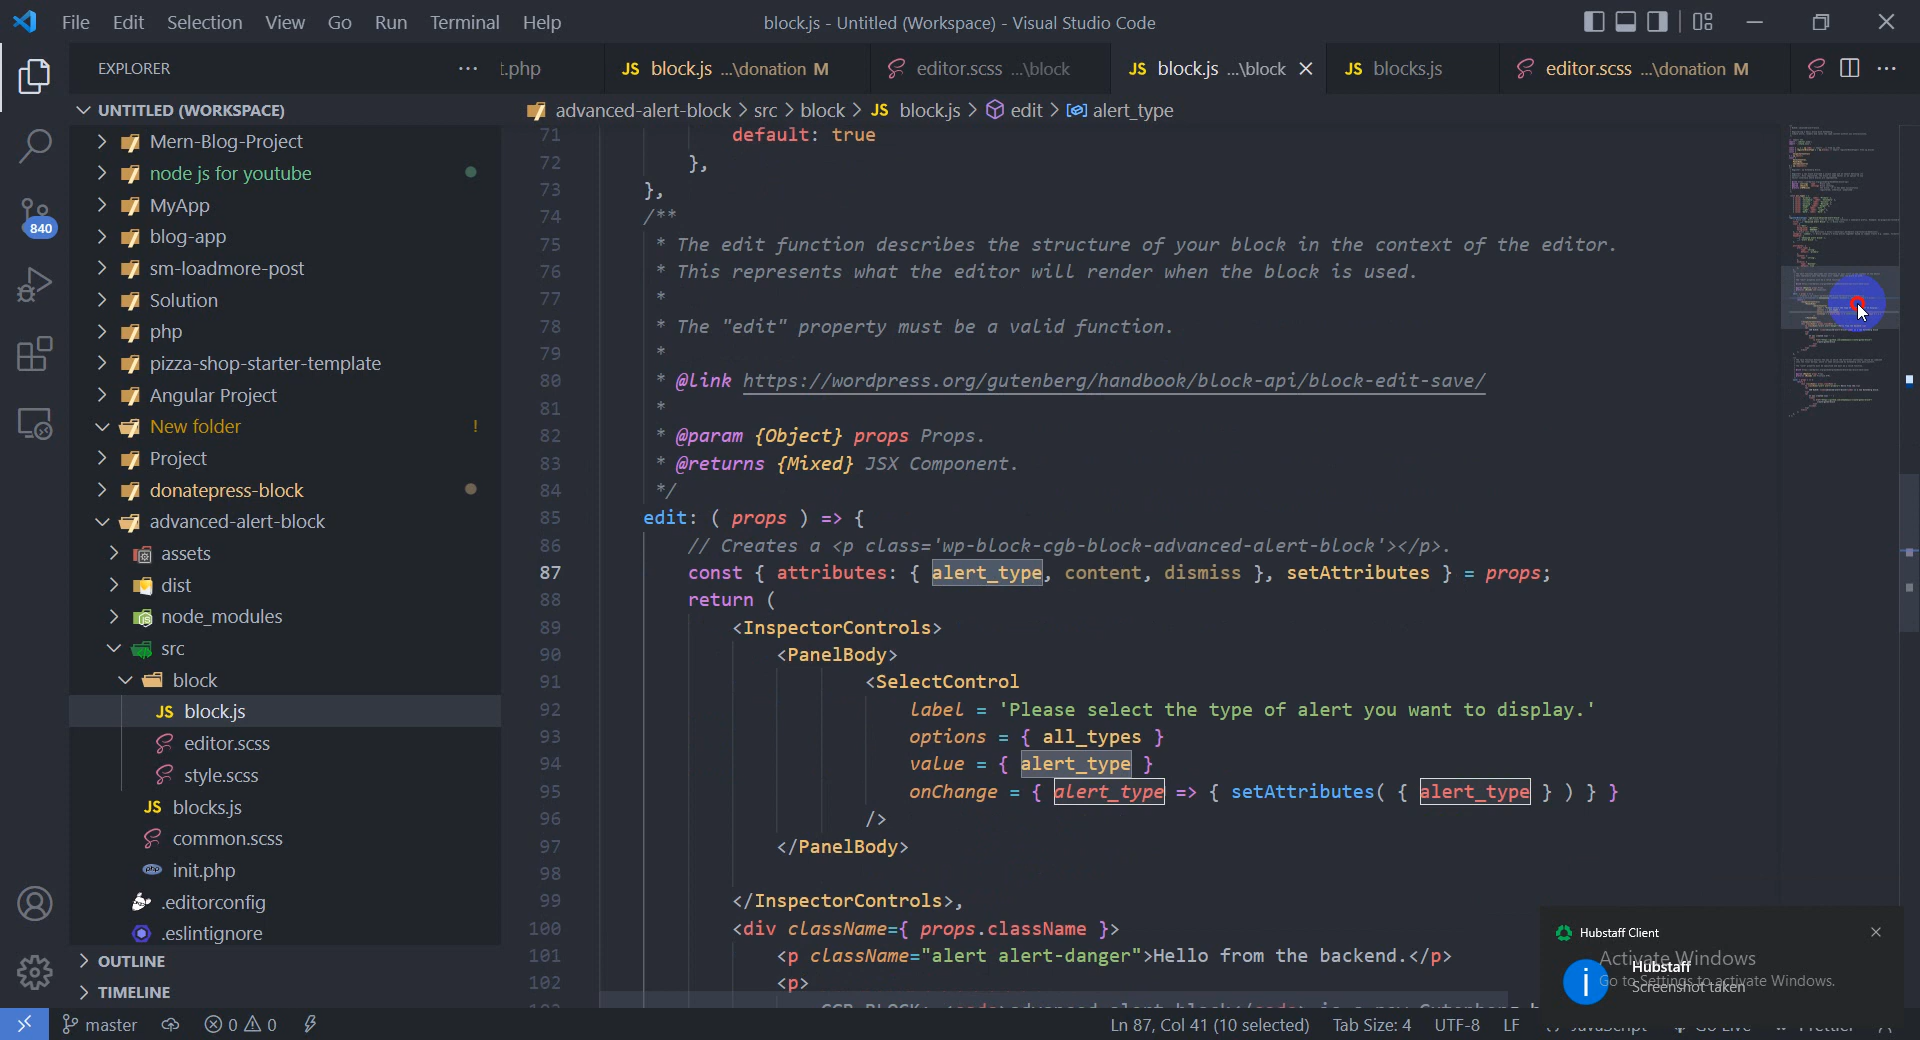 File Edit Selection View Go Run Terminal Help
block.js - Untitled (Workspace) - Visual Studio Code
EXPLORER
t.php
JS block.js ...\donation M
editor.scss ...\block
JS block.js ...\block
JS blocks.js
editor.scss ...\donation M
UNTITLED (WORKSPACE)
advanced-alert-block > src > block > JS block.js > edit > alert_type
Mern-Blog-Project
node js for youtube
MyApp
blog-app
sm-loadmore-post
Solution
php
pizza-shop-starter-template
Angular Project
New folder !
Project
donatepress-block
advanced-alert-block
assets
dist
node_modules
src
block
JS block.js
editor.scss
style.scss
JS blocks.js
common.scss
php init.php
.editorconfig
.eslintignore
OUTLINE
TIMELINE
840
71 default: true
72 },
73 },
74 /**
75 * The edit function describes the structure of your block in the context of the editor.
76 * This represents what the editor will render when the block is used.
77 *
78 * The "edit" property must be a valid function.
79 *
80 * @link https://wordpress.org/gutenberg/handbook/block-api/block-edit-save/
81 *
82 * @param {Object} props Props.
83 * @returns {Mixed} JSX Component.
84 */
85 edit: ( props ) => {
86 // Creates a <p class='wp-block-cgb-block-advanced-alert-block'></p>.
87 const { attributes: { alert_type, content, dismiss }, setAttributes } = props;
88 return (
89 <InspectorControls>
90 <PanelBody>
91 <SelectControl
92 label = 'Please select the type of alert you want to display.'
93 options = { all_types }
94 value = { alert_type }
95 onChange = { alert_type => { setAttributes( { alert_type } ) } }
96 />
97 </PanelBody>
98
99 </InspectorControls>,
100 <div className={ props.className }>
101 <p className="alert alert-danger">Hello from the backend.</p>
102 <p>
Hubstaff Client
Activate Windows
Hubstaff
Go to Settings to activate Windows.
Screenshot taken
master 0 0
Ln 87, Col 41 (10 selected) Tab Size: 4 UTF-8 LF